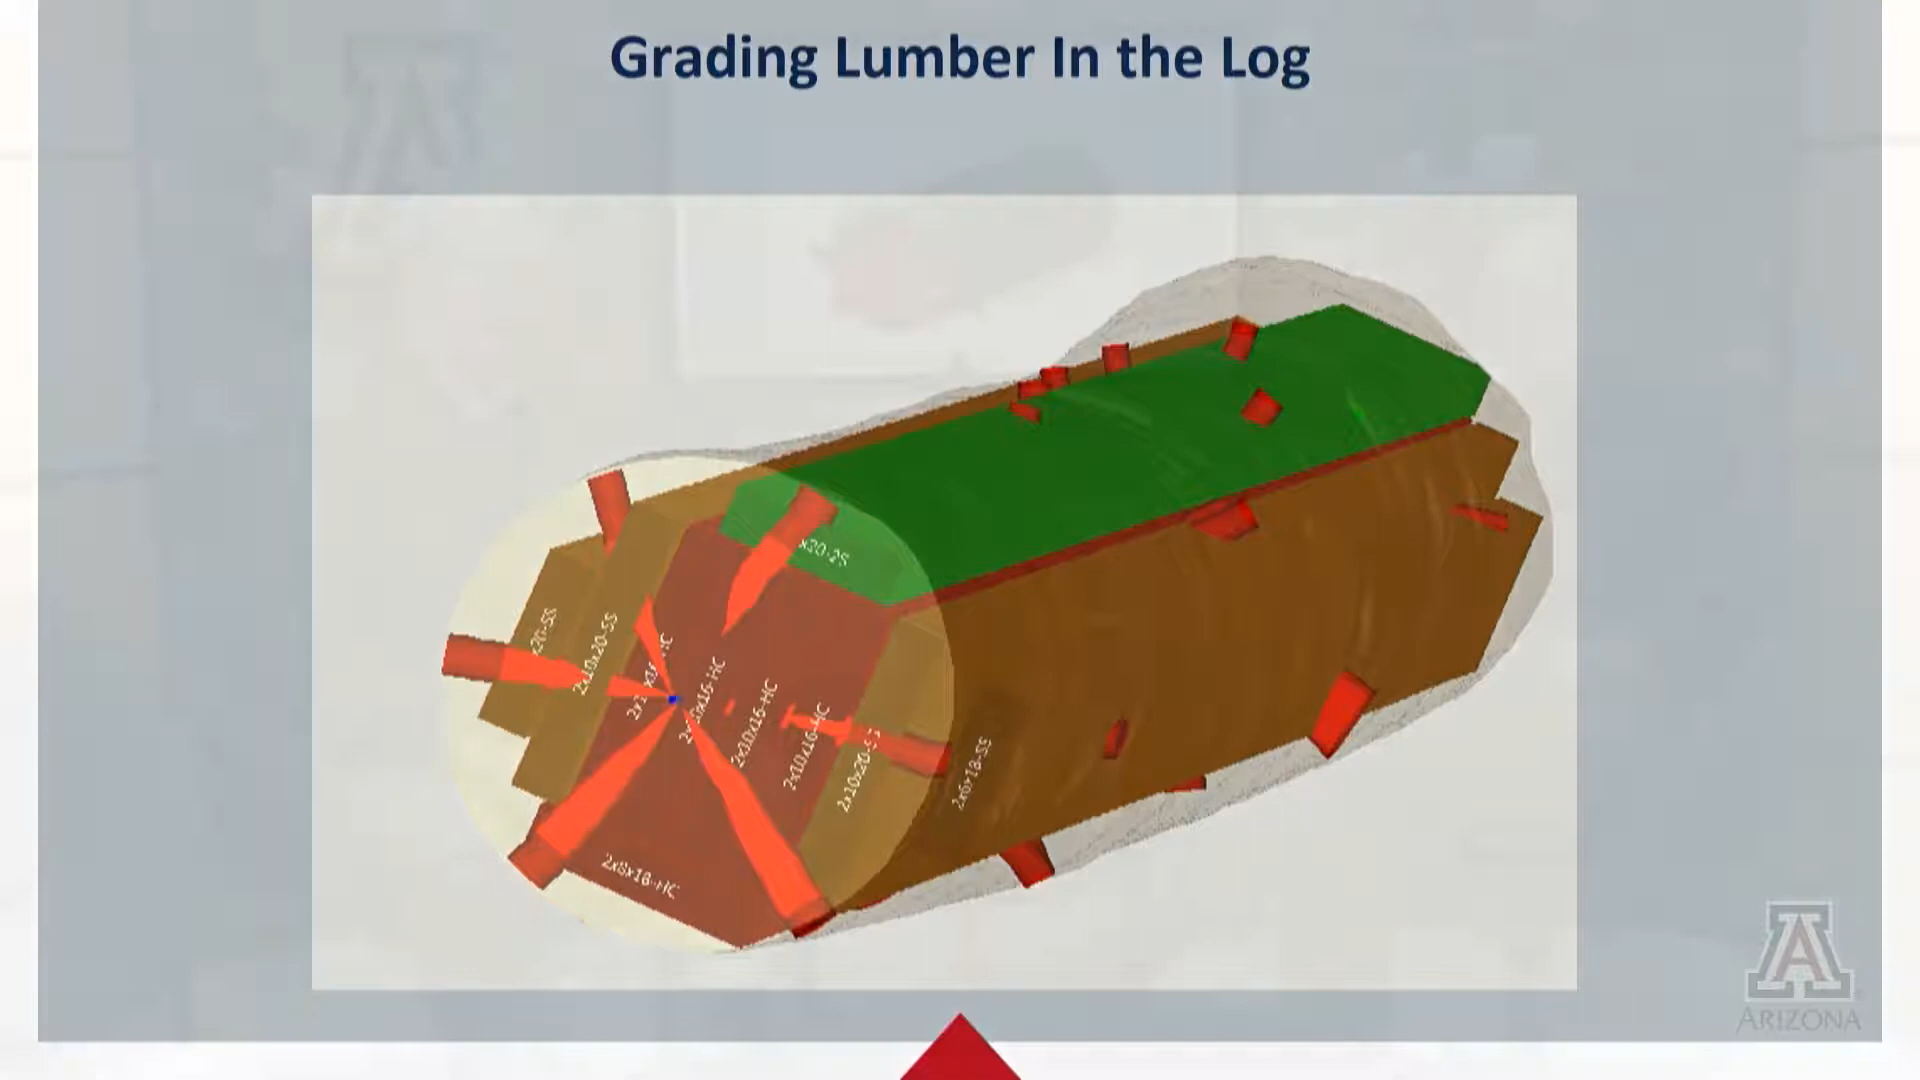 Grading Lumber In the Log
x20-2S
x20-SS
2x10x20-SS
2x10x16-HC
2x10x16-HC
2x6x18-SS
2x8x18-HC
A
ARIZONA